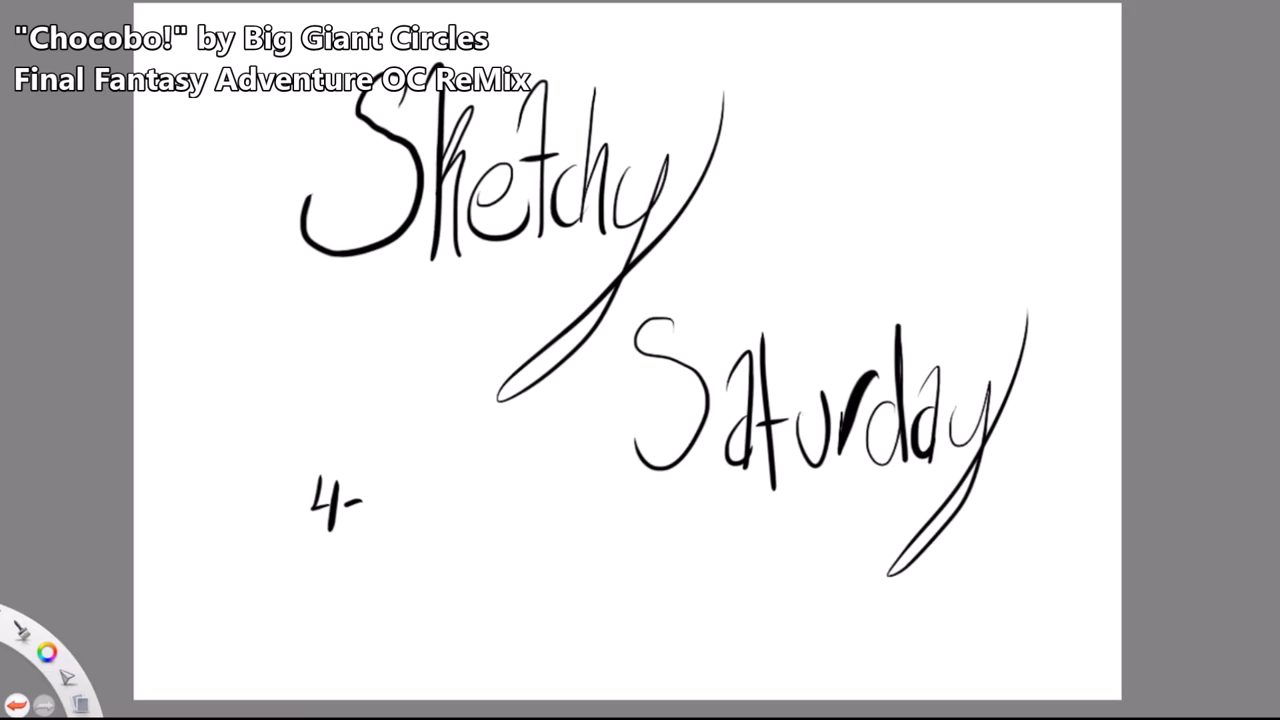 "Chocobo!" by Big Giant Circles
Final Fantasy Adventure OC ReMix
Sketchy
Saturday
4-